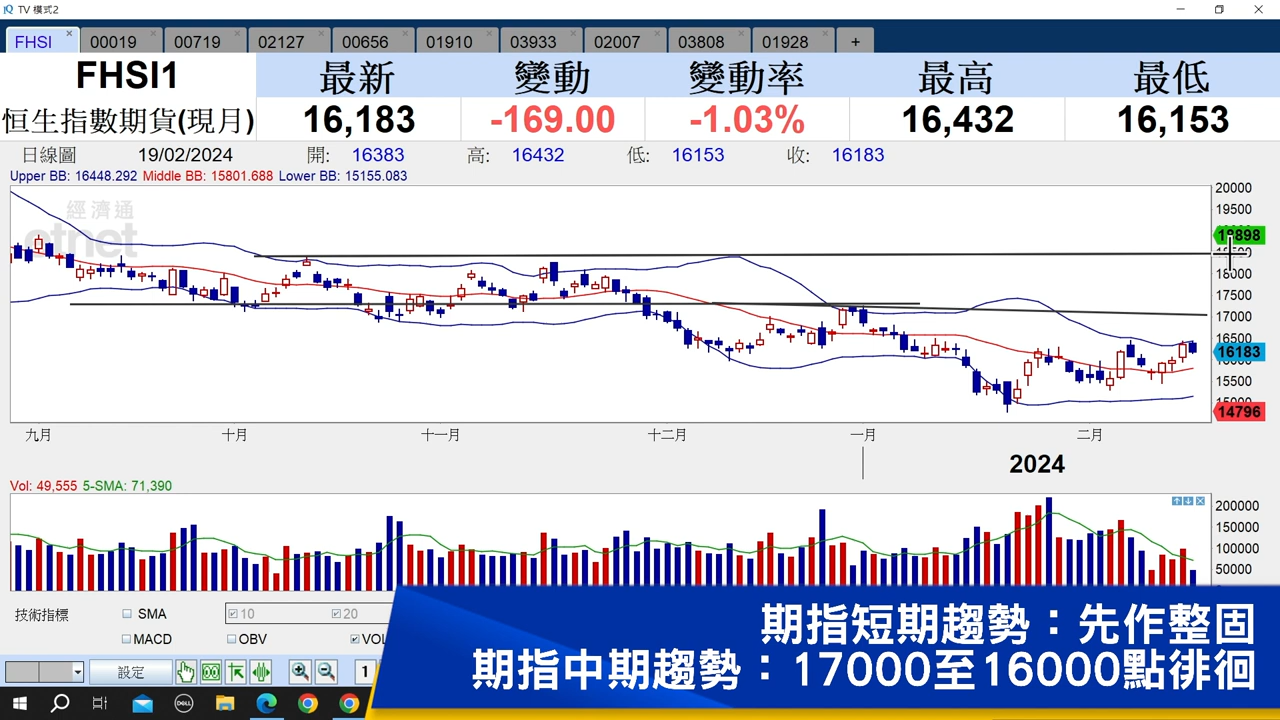 TV 模式2
FHSI 00019 00719 02127 00656 01910 03933 02007 03808 01928 +
FHSI1 最新 變動 變動率 最高 最低
恒生指數期貨(現月) 16,183 -169.00 -1.03% 16,432 16,153
日線圖 19/02/2024 開: 16383 高: 16432 低: 16153 收: 16183
Upper BB: 16448.292 Middle BB: 15801.688 Lower BB: 15155.083
經濟通
etnet
20000
19500
18898
18000
17500
17000
16500
16183
15500
14796
九月 十月 十一月 十二月 一月 二月
2024
Vol: 49,555 5-SMA: 71,390
200000
150000
100000
50000
技術指標 SMA 10 20
MACD OBV VOL
設定 1
期指短期趨勢：先作整固
期指中期趨勢：17000至16000點徘徊